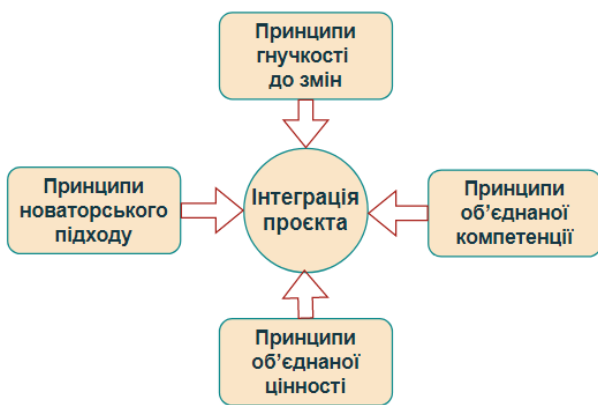 Принципи
гнучкості
до змін
Принципи
новаторського
підходу
Інтеграція
проєкта
Принципи
об’єднаної
компетенції
Принципи
об’єднаної
цінності